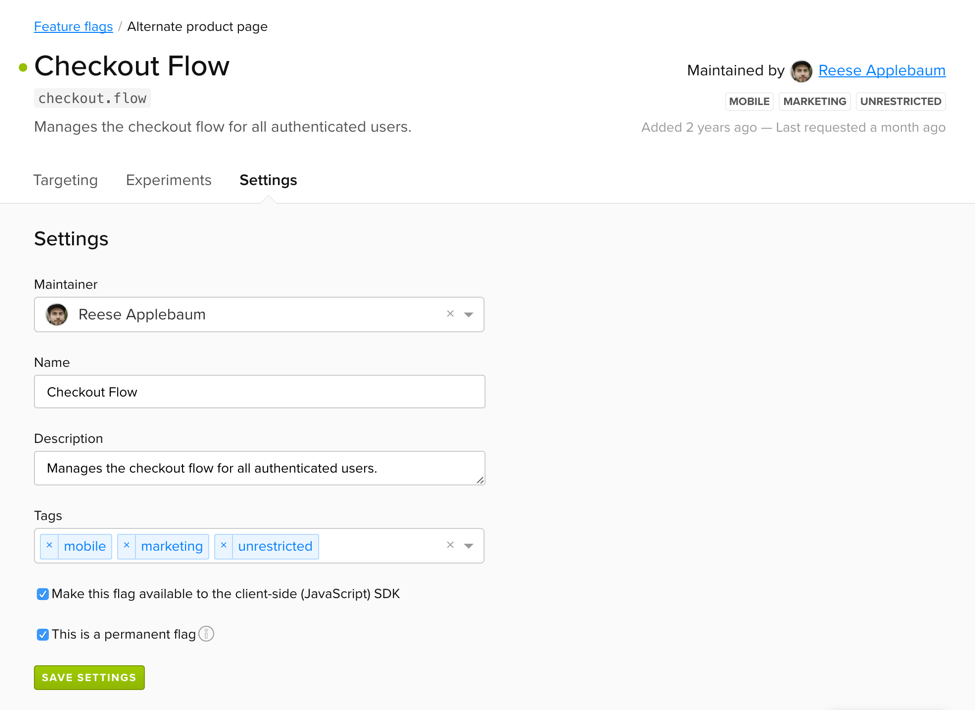 Feature flags / Alternate product page
Checkout Flow
Maintained by Reese Applebaum
checkout.flow
MOBILE MARKETING UNRESTRICTED
Manages the checkout flow for all authenticated users.
Added 2 years ago — Last requested a month ago
Targeting Experiments Settings
Settings
Maintainer
Reese Applebaum × 
Name
Checkout Flow
Description
Manages the checkout flow for all authenticated users.
Tags
× mobile × marketing × unrestricted ×
Make this flag available to the client-side (JavaScript) SDK
This is a permanent flag i
SAVE SETTINGS